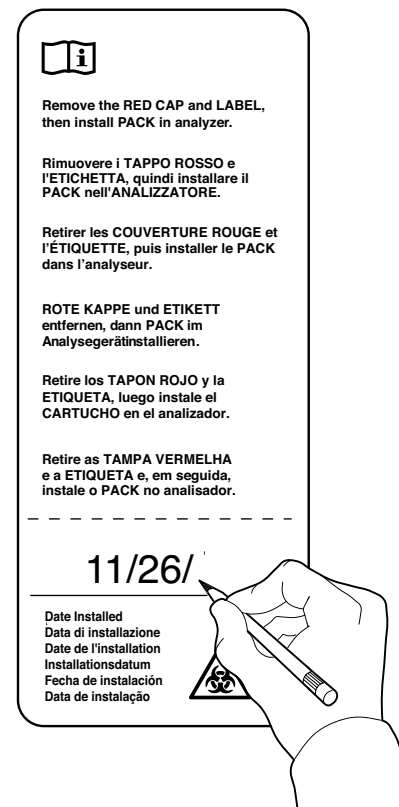 i
Remove the RED CAP and LABEL,
then install PACK in analyzer.
Rimuovere i TAPPO ROSSO e
l'ETICHETTA, quindi installare il
PACK nell'ANALIZZATORE.
Retirer les COUVERTURE ROUGE et
l'ÉTIQUETTE, puis installer le PACK
dans l'analyseur.
ROTE KAPPE und ETIKETT
entfernen, dann PACK im
Analysegerätinstallieren.
Retire los TAPON ROJO y la
ETIQUETA, luego instale el
CARTUCHO en el analizador.
Retire as TAMPA VERMELHA
e a ETIQUETA e, em seguida,
instale o PACK no analisador.
11/26/
Date Installed
Data di installazione
Date de l'installation
Installationsdatum
Fecha de instalación
Data de instalação